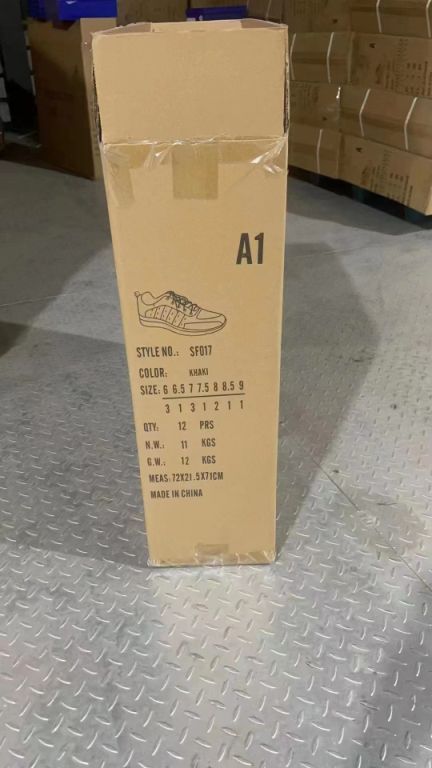 A1
A1
STYLE NO.: SF017
COLOR: KHAKI
SIZE: 6 6.5 7 7.5 8 8.5 9
3 1 3 1 2 1 1
QTY: 12 PRS
N.W.: 11 KGS
G.W.: 12 KGS
MEAS: 72X21.5X71CM
MADE IN CHINA